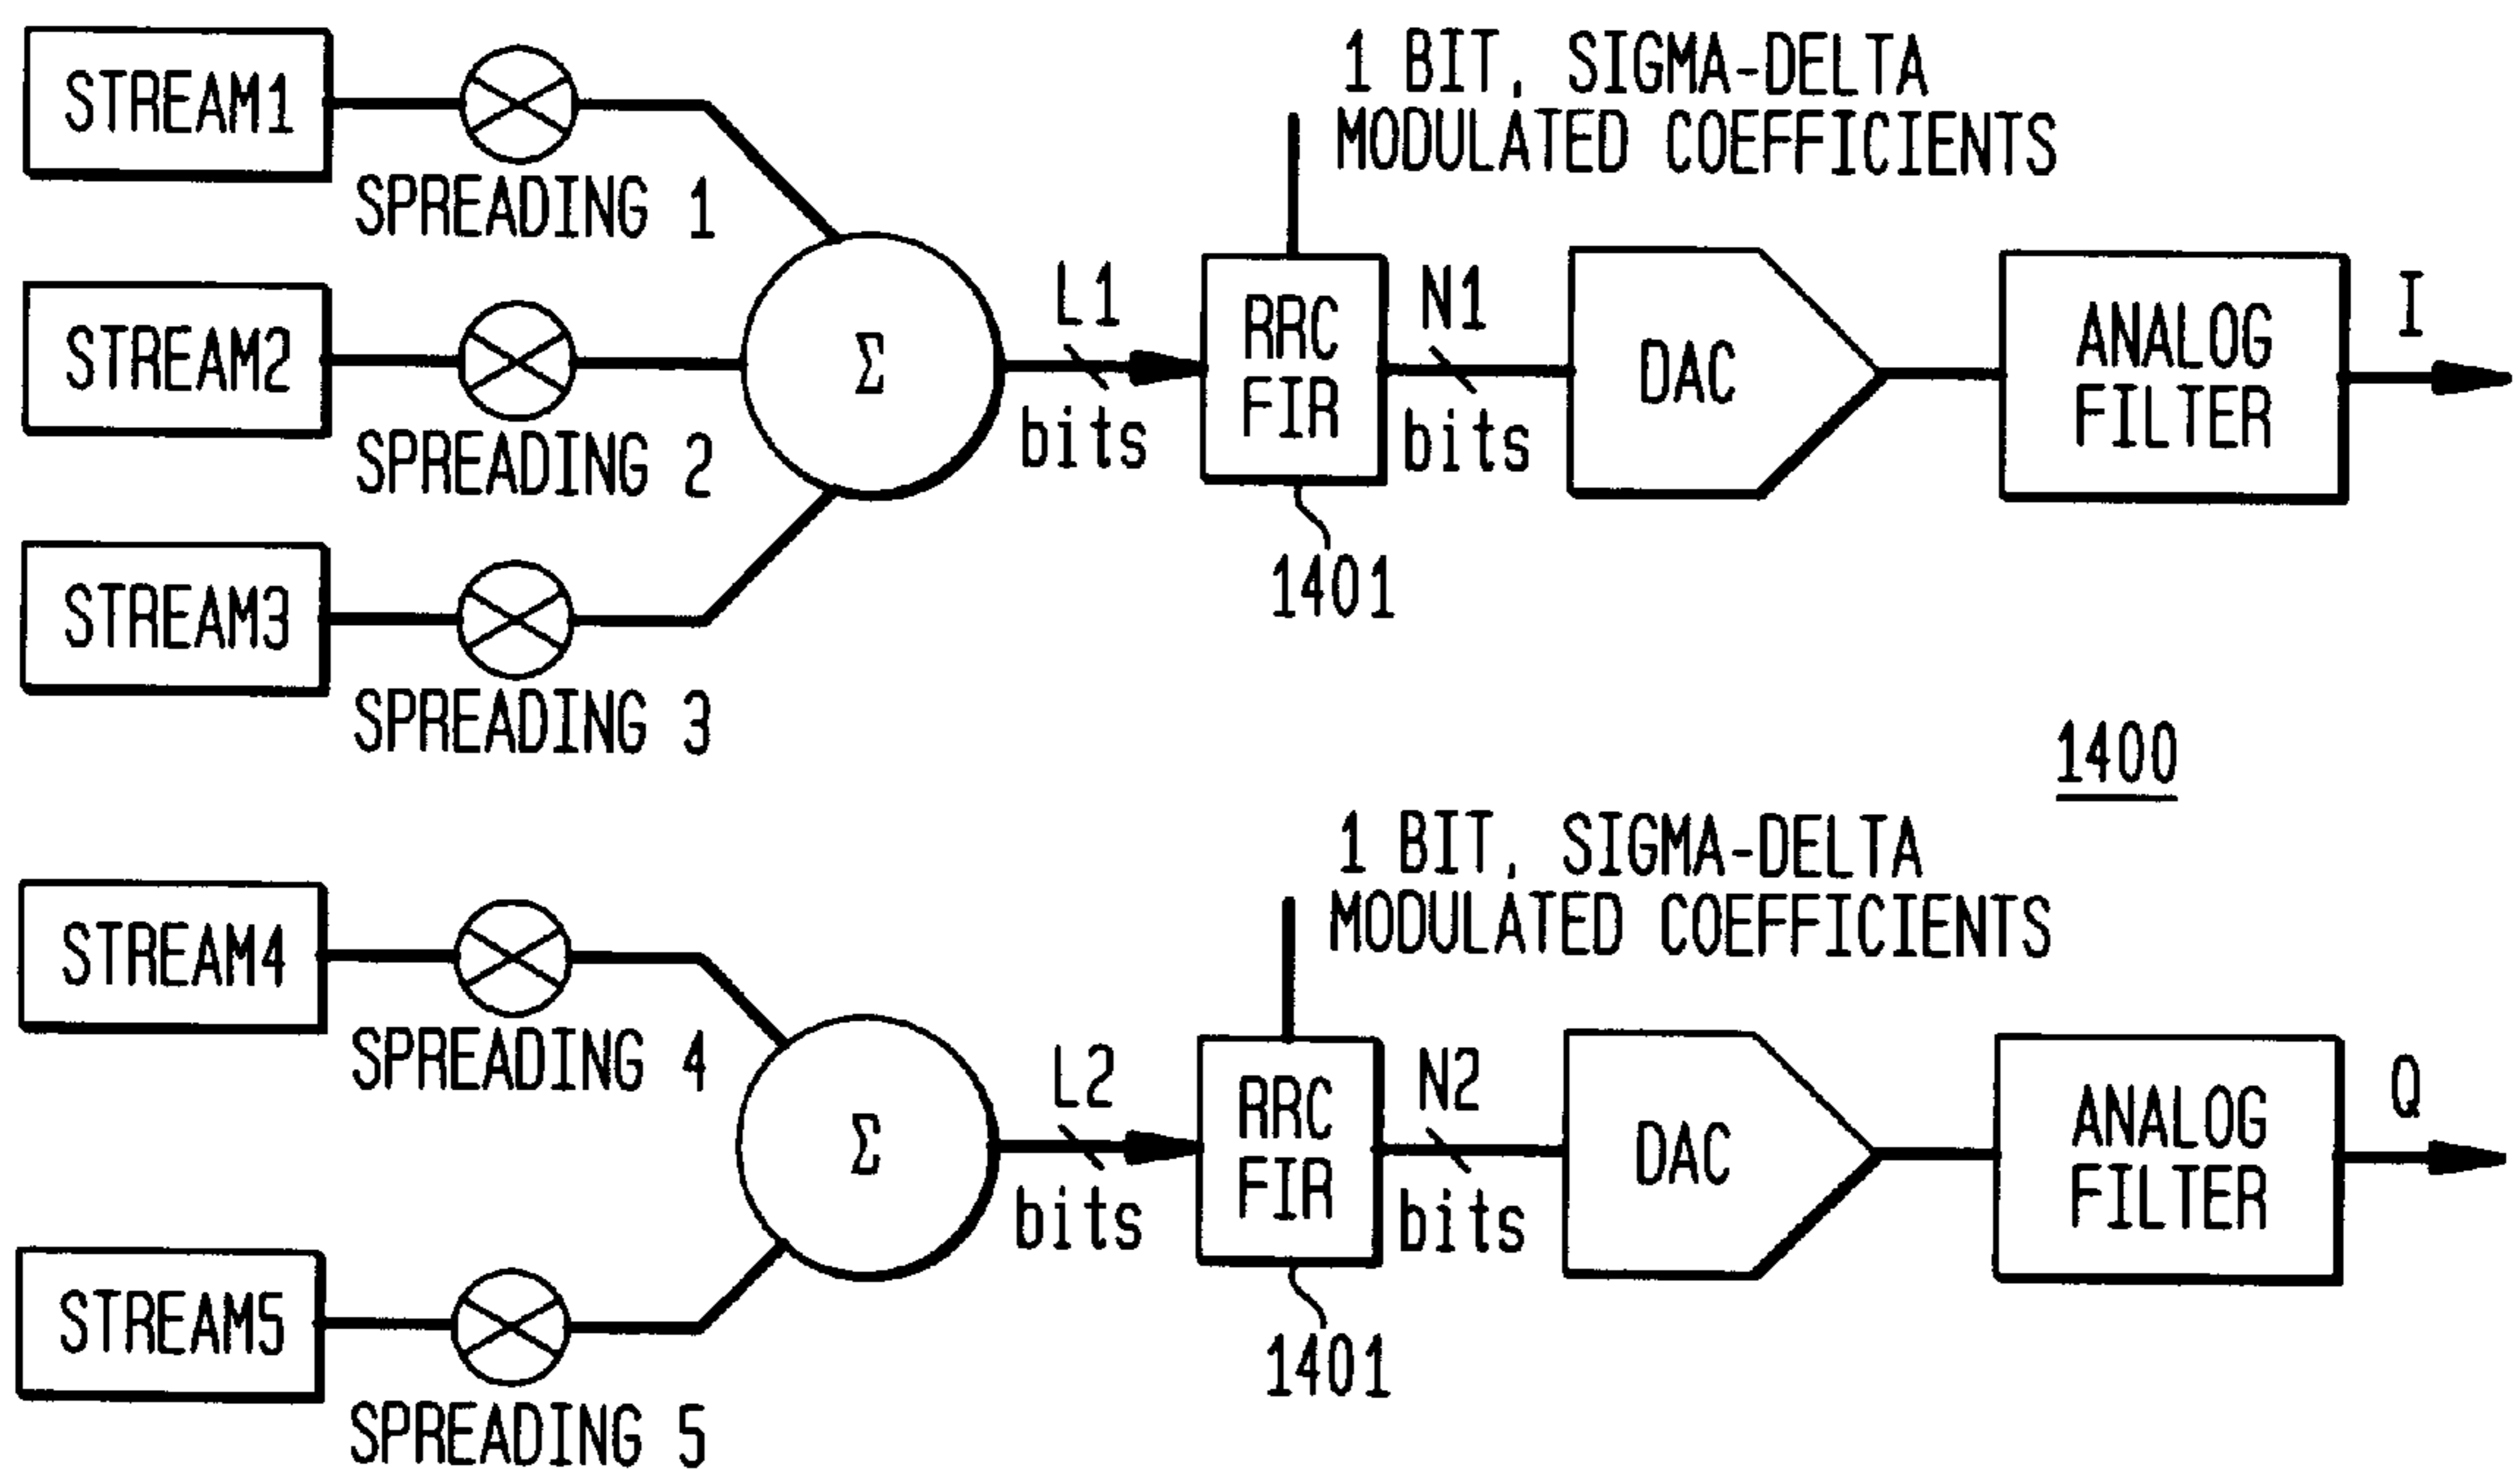 STREAM1
SPREADING 1
STREAM2
SPREADING 2
STREAM3
SPREADING 3
Σ
L1
bits
1 BIT, SIGMA-DELTA
MODULATED COEFFICIENTS
RRC
FIR
1401
N1
bits
DAC
ANALOG
FILTER
I
1400
STREAM4
SPREADING 4
STREAM5
SPREADING 5
Σ
L2
bits
1 BIT, SIGMA-DELTA
MODULATED COEFFICIENTS
RRC
FIR
1401
N2
bits
DAC
ANALOG
FILTER
Q